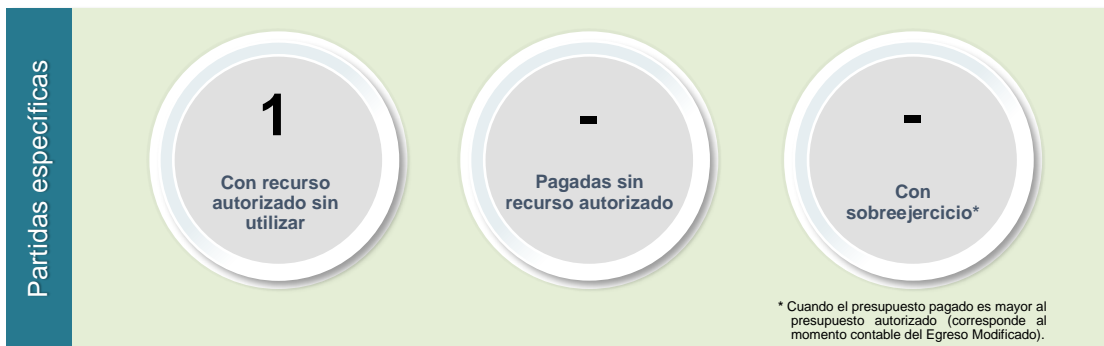 Partidas específicas
1
Con recurso
autorizado sin
utilizar
-
Pagadas sin
recurso autorizado
-
Con
sobreejercicio*
* Cuando el presupuesto pagado es mayor al
presupuesto autorizado (corresponde al
momento contable del Egreso Modificado).